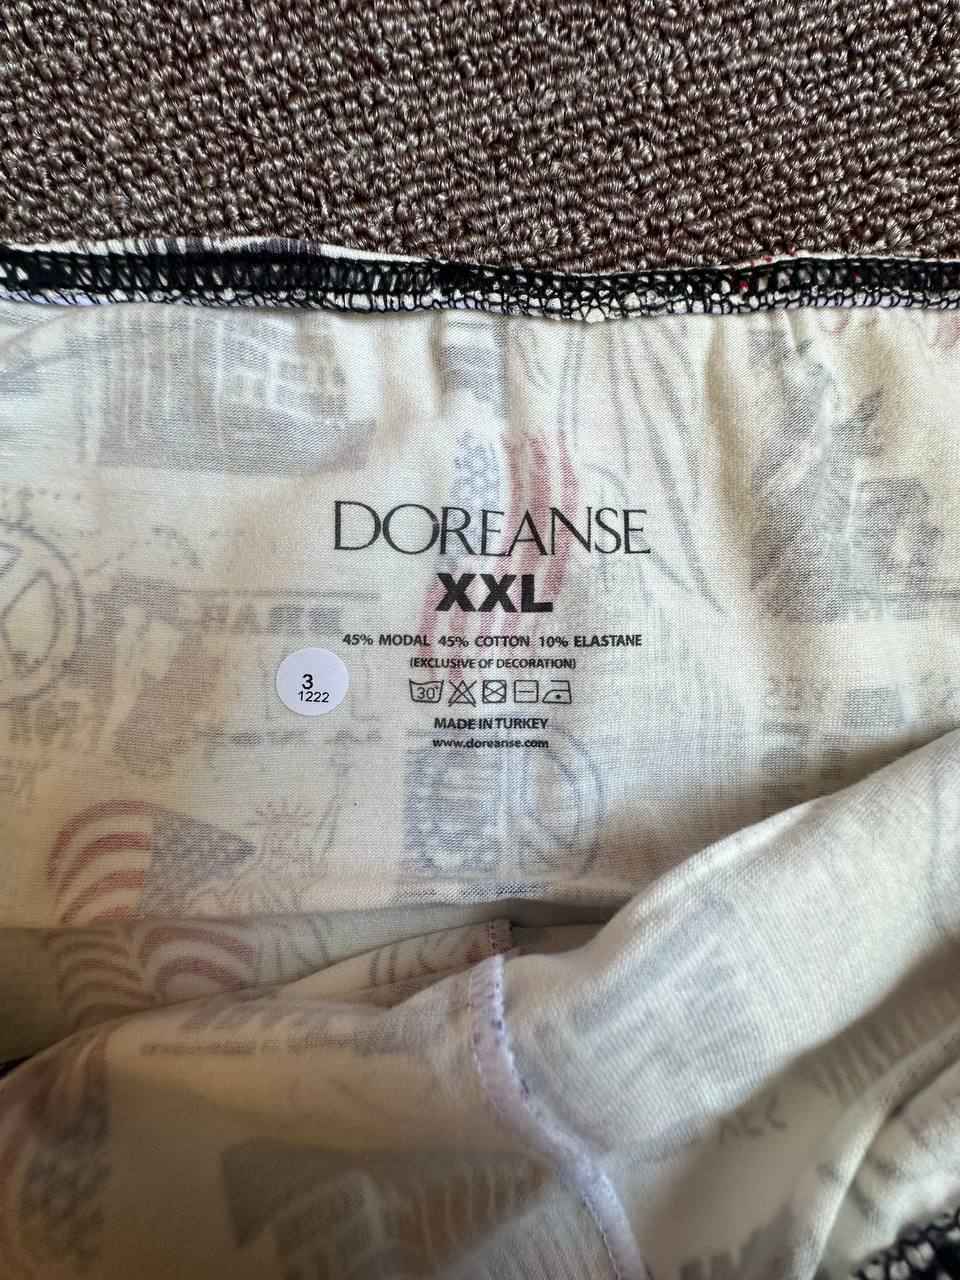 DOREANSE
XXL
45% MODAL 45% COTTON 10% ELASTANE
(EXCLUSIVE OF DECORATION)
3
1222
30°
MADE IN TURKEY
www.doreanse.com